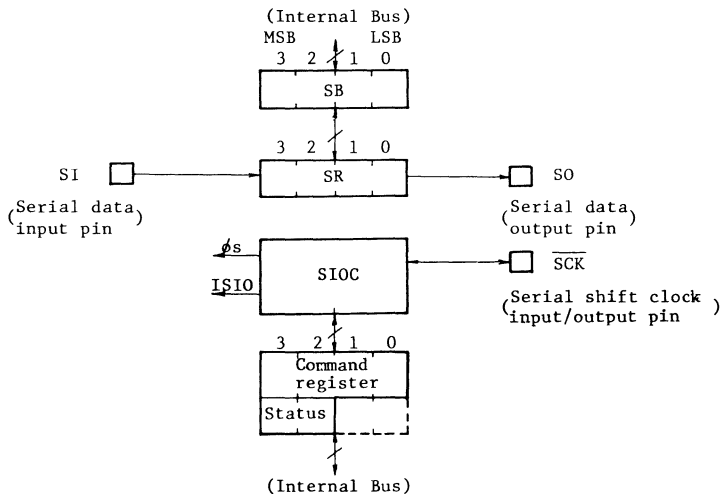 (Internal Bus)
MSB LSB
3 2 1 0
SB
3 2 1 0
SI SR SO
(Serial data input pin)
(Serial data output pin)
φs
SIOC
SCK
ISIO
(Serial shift clock input/output pin)
3 2 1 0
Command
register
Status
(Internal Bus)